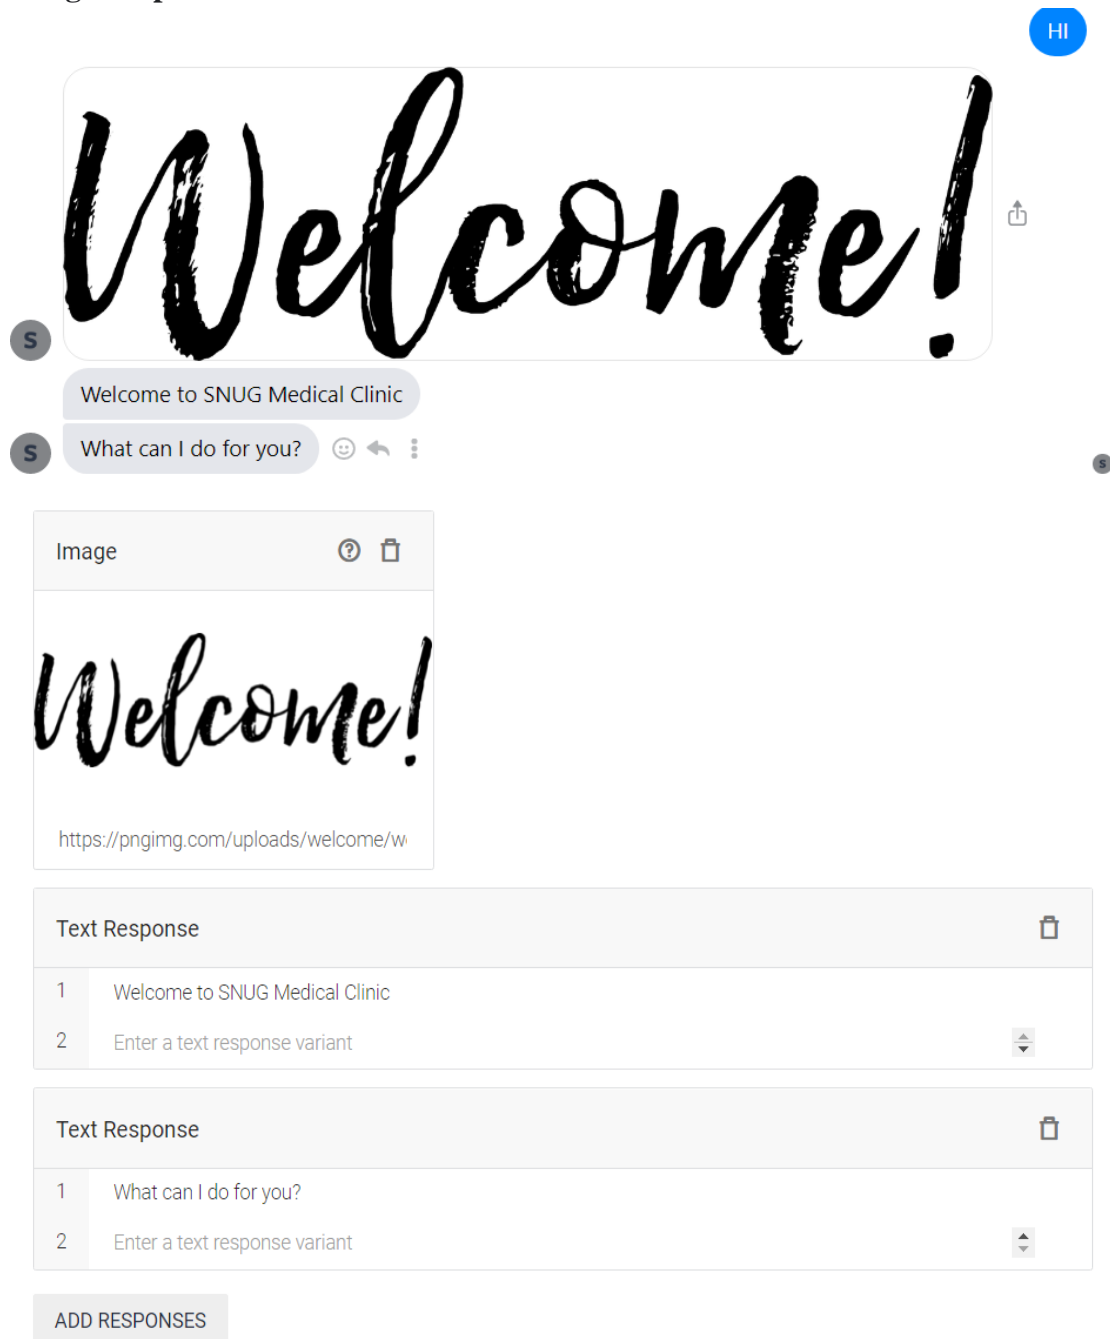 HI
Welcome!
S
Welcome to SNUG Medical Clinic
S
What can I do for you?
S
Image
Welcome!
https://pngimg.com/uploads/welcome/w
Text Response
1 Welcome to SNUG Medical Clinic
2 Enter a text response variant
Text Response
1 What can I do for you?
2 Enter a text response variant
ADD RESPONSES